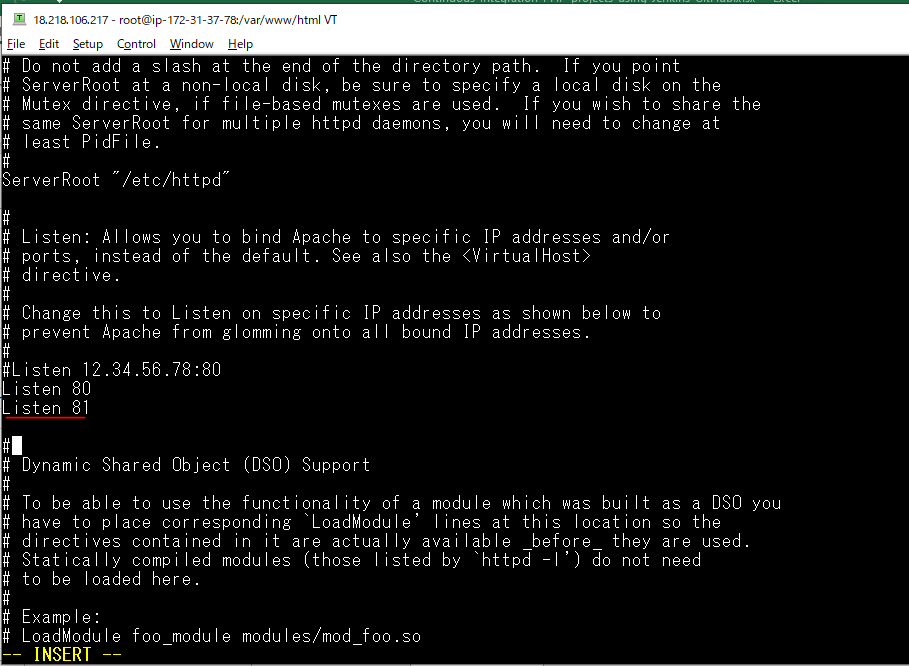 18.218.106.217 - root@ip-172-31-37-78:/var/www/html VT
File Edit Setup Control Window Help
# Do not add a slash at the end of the directory path.  If you point
# ServerRoot at a non-local disk, be sure to specify a local disk on the
# Mutex directive, if file-based mutexes are used.  If you wish to share the
# same ServerRoot for multiple httpd daemons, you will need to change at
# least PidFile.
#
ServerRoot "/etc/httpd"
#
# Listen: Allows you to bind Apache to specific IP addresses and/or
# ports, instead of the default. See also the <VirtualHost>
# directive.
#
# Change this to Listen on specific IP addresses as shown below to
# prevent Apache from glomming onto all bound IP addresses.
#
#Listen 12.34.56.78:80
Listen 80
Listen 81
#
# Dynamic Shared Object (DSO) Support
#
# To be able to use the functionality of a module which was built as a DSO you
# have to place corresponding `LoadModule' lines at this location so the
# directives contained in it are actually available _before_ they are used.
# Statically compiled modules (those listed by `httpd -l') do not need
# to be loaded here.
#
# Example:
# LoadModule foo_module modules/mod_foo.so
-- INSERT --